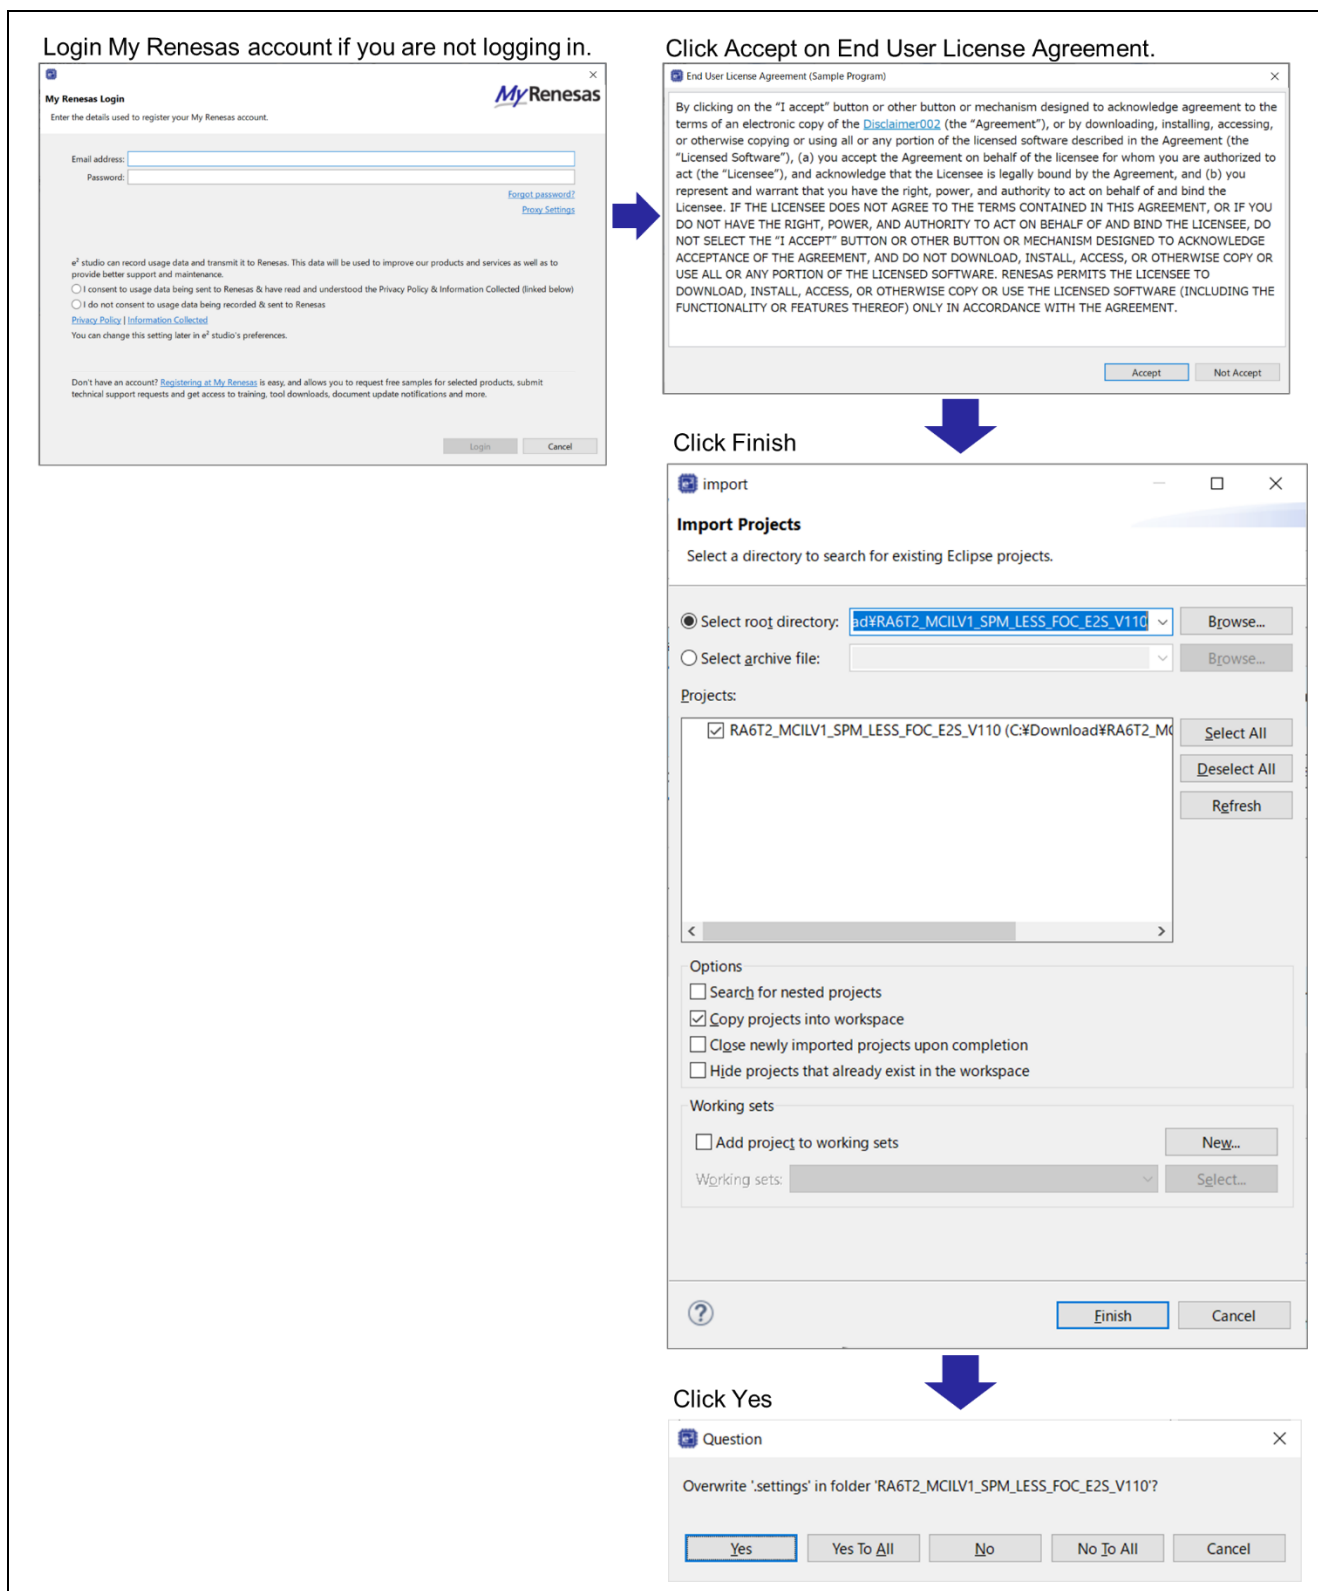 Login My Renesas account if you are not logging in.
My Renesas Login
MyRenesas
Enter the details used to register your My Renesas account.
Email address:
Password:
Forgot password?
Proxy Settings
e² studio can record usage data and transmit it to Renesas. This data will be used to improve our products and services as well as to
provide better support and maintenance.
I consent to usage data being sent to Renesas & have read and understood the Privacy Policy & Information Collected (linked below)
I do not consent to usage data being recorded & sent to Renesas
Privacy Policy | Information Collected
You can change this setting later in e² studio's preferences.
Don't have an account? Registering at My Renesas is easy, and allows you to request free samples for selected products, submit
technical support requests and get access to training, tool downloads, document update notifications and more.
Login Cancel
Click Accept on End User License Agreement.
End User License Agreement (Sample Program)
By clicking on the “I accept” button or other button or mechanism designed to acknowledge agreement to the
terms of an electronic copy of the Disclaimer002 (the “Agreement”), or by downloading, installing, accessing,
or otherwise copying or using all or any portion of the licensed software described in the Agreement (the
“Licensed Software”), (a) you accept the Agreement on behalf of the licensee for whom you are authorized to
act (the “Licensee”), and acknowledge that the Licensee is legally bound by the Agreement, and (b) you
represent and warrant that you have the right, power, and authority to act on behalf of and bind the
Licensee. IF THE LICENSEE DOES NOT AGREE TO THE TERMS CONTAINED IN THIS AGREEMENT, OR IF YOU
DO NOT HAVE THE RIGHT, POWER, AND AUTHORITY TO ACT ON BEHALF OF AND BIND THE LICENSEE, DO
NOT SELECT THE “I ACCEPT” BUTTON OR OTHER BUTTON OR MECHANISM DESIGNED TO ACKNOWLEDGE
ACCEPTANCE OF THE AGREEMENT, AND DO NOT DOWNLOAD, INSTALL, ACCESS, OR OTHERWISE COPY OR
USE ALL OR ANY PORTION OF THE LICENSED SOFTWARE. RENESAS PERMITS THE LICENSEE TO
DOWNLOAD, INSTALL, ACCESS, OR OTHERWISE COPY OR USE THE LICENSED SOFTWARE (INCLUDING THE
FUNCTIONALITY OR FEATURES THEREOF) ONLY IN ACCORDANCE WITH THE AGREEMENT.
Accept Not Accept
Click Finish
import
Import Projects
Select a directory to search for existing Eclipse projects.
Select root directory: ad¥RA6T2_MCILV1_SPM_LESS_FOC_E2S_V110 Browse...
Select archive file: Browse...
Projects:
RA6T2_MCILV1_SPM_LESS_FOC_E2S_V110 (C:¥Download¥RA6T2_MC
Select All
Deselect All
Refresh
Options
Search for nested projects
Copy projects into workspace
Close newly imported projects upon completion
Hide projects that already exist in the workspace
Working sets
Add project to working sets New...
Working sets: Select...
? Finish Cancel
Click Yes
Question
Overwrite '.settings' in folder 'RA6T2_MCILV1_SPM_LESS_FOC_E2S_V110'?
Yes Yes To All No No To All Cancel